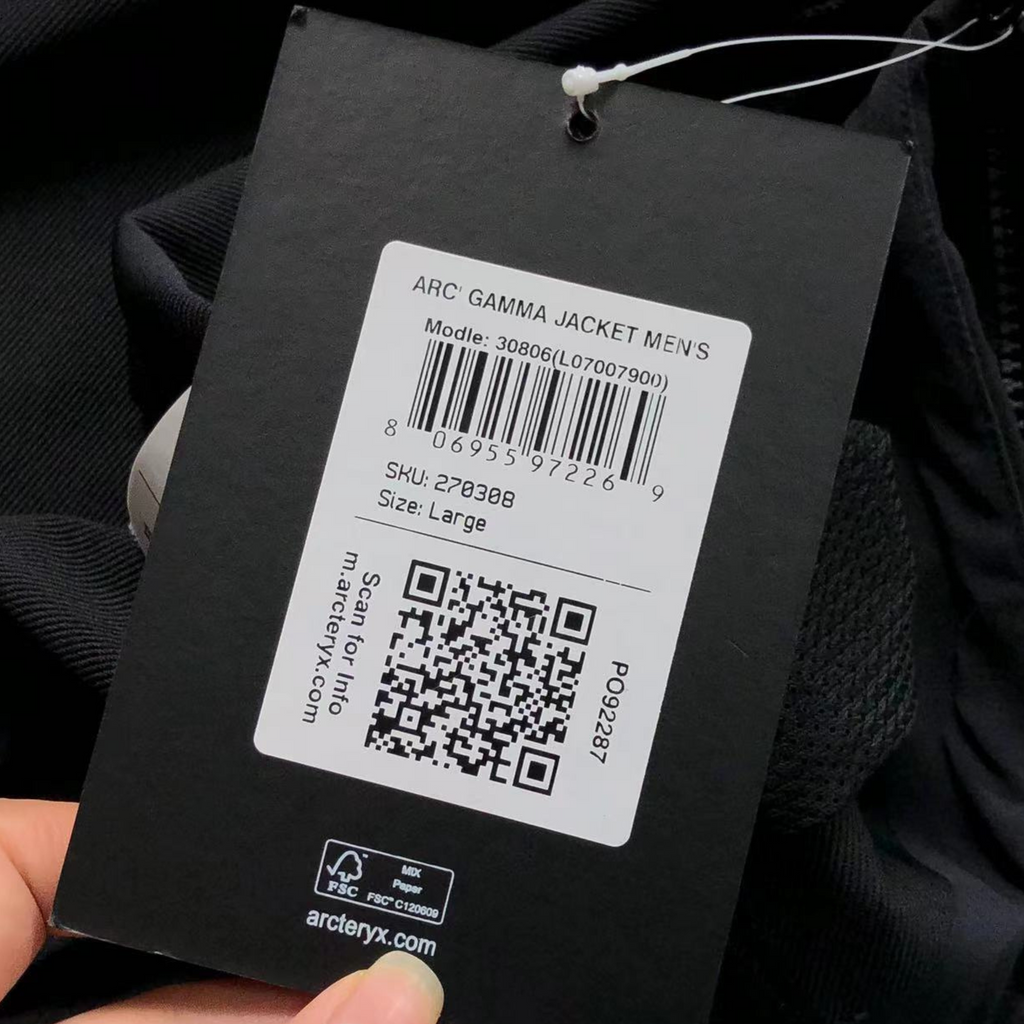 ARC' GAMMA JACKET MEN'S
Modle: 30806(L07007900)
8 06955 97226 9
SKU: 270308
Size: Large
Scan for Info
m.arcteryx.com
PO92287
FSC
MIX
Paper
FSC® C120609
arcteryx.com